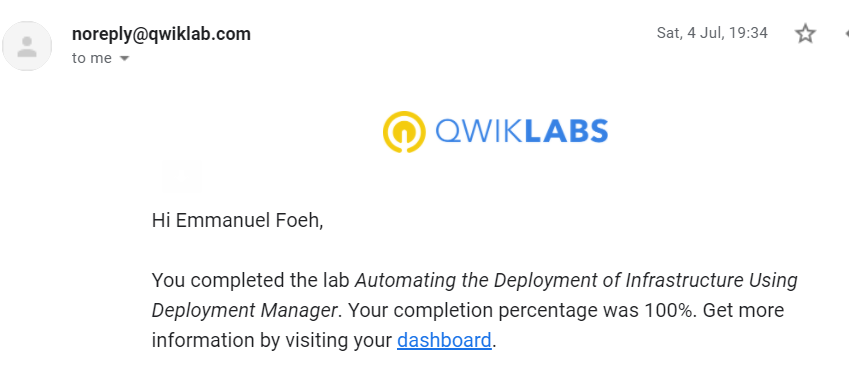 noreply@qwiklab.com
Sat, 4 Jul, 19:34
to me
QWIKLABS
Hi Emmanuel Foeh,
You completed the lab Automating the Deployment of Infrastructure Using
Deployment Manager. Your completion percentage was 100%. Get more
information by visiting your dashboard.